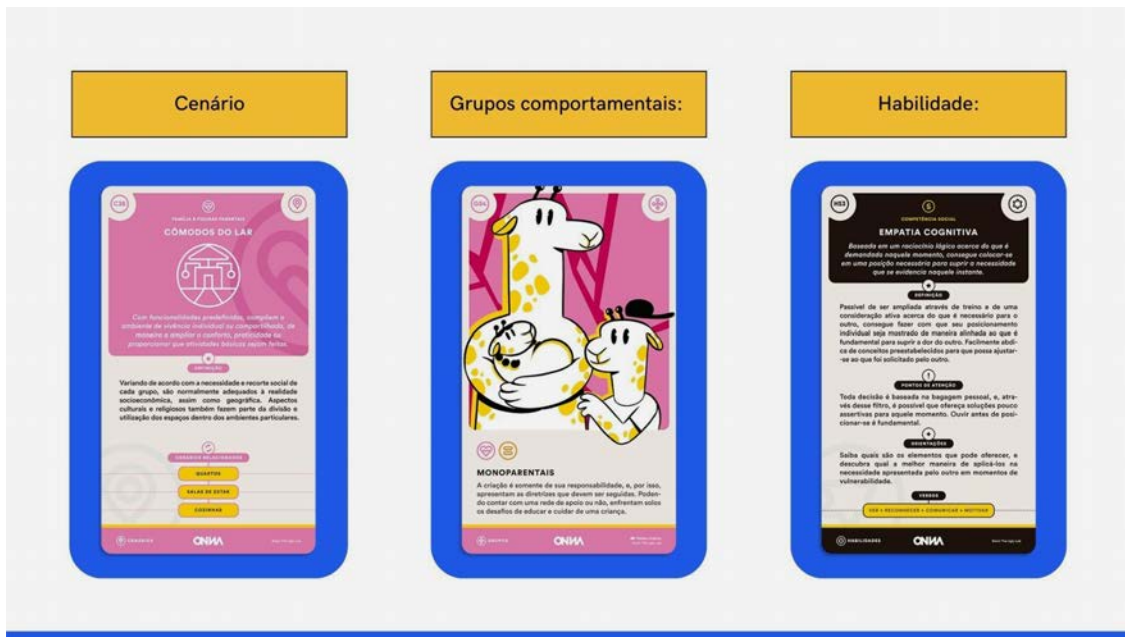 Cenário
Grupos comportamentais:
Habilidade:
C26
FAMÍLIA E FIGURAS PARENTAIS
CÔMODOS DO LAR
Com funcionalidades predefinidas, compõem o
ambiente de vivência individual ou compartilhada, de
maneira a ampliar o conforto, praticidade ou
proporcionar que atividades básicas sejam feitas.
DEFINIÇÃO
Variando de acordo com a necessidade e recorte social de
cada grupo, são normalmente adequados à realidade
socioeconômica, assim como geográfica. Aspectos
culturais e religiosos também fazem parte da divisão e
utilização dos espaços dentro dos ambientes particulares.
CENÁRIOS RELACIONADOS
QUARTOS
SALAS DE ESTAR
COZINHAS
CENÁRIOS
ONNA
G34
MONOPARENTAIS
A criação é somente de sua responsabilidade, e, por isso,
apresentam as diretrizes que devem ser seguidas. Poden-
do contar com uma rede de apoio ou não, enfrentam solos
os desafios de educar e cuidar de uma criança.
GRUPOS
ONNA
H53
S
COMPETÊNCIA SOCIAL
EMPATIA COGNITIVA
Baseada em um raciocínio lógico acerca do que é
demandado naquele momento, consegue colocar-se
em uma posição necessária para suprir a necessidade
que se evidencia naquele instante.
DEFINIÇÃO
Possível de ser ampliada através de treino e de uma
consideração ativa acerca do que é necessário para o
outro, consegue fazer com que seu posicionamento
individual seja mostrado de maneira alinhada ao que é
fundamental para suprir a dor do outro. Facilmente abdi-
ca de conceitos preestabelecidos para que possa ajustar-
-se ao que foi solicitado pelo outro.
PONTOS DE ATENÇÃO
Toda decisão é baseada na bagagem pessoal, e, atra-
vés desse filtro, é possível que ofereça soluções pouco
assertivas para aquele momento. Ouvir antes de posi-
cionar-se é fundamental.
ORIENTAÇÕES
Saiba quais são os elementos que pode oferecer, e
descubra qual a melhor maneira de aplicá-los na
necessidade apresentada pelo outro em momentos de
vulnerabilidade.
VERBOS
VER + RECONHECER + COMUNICAR + MOTIVAR
HABILIDADES
ONNA